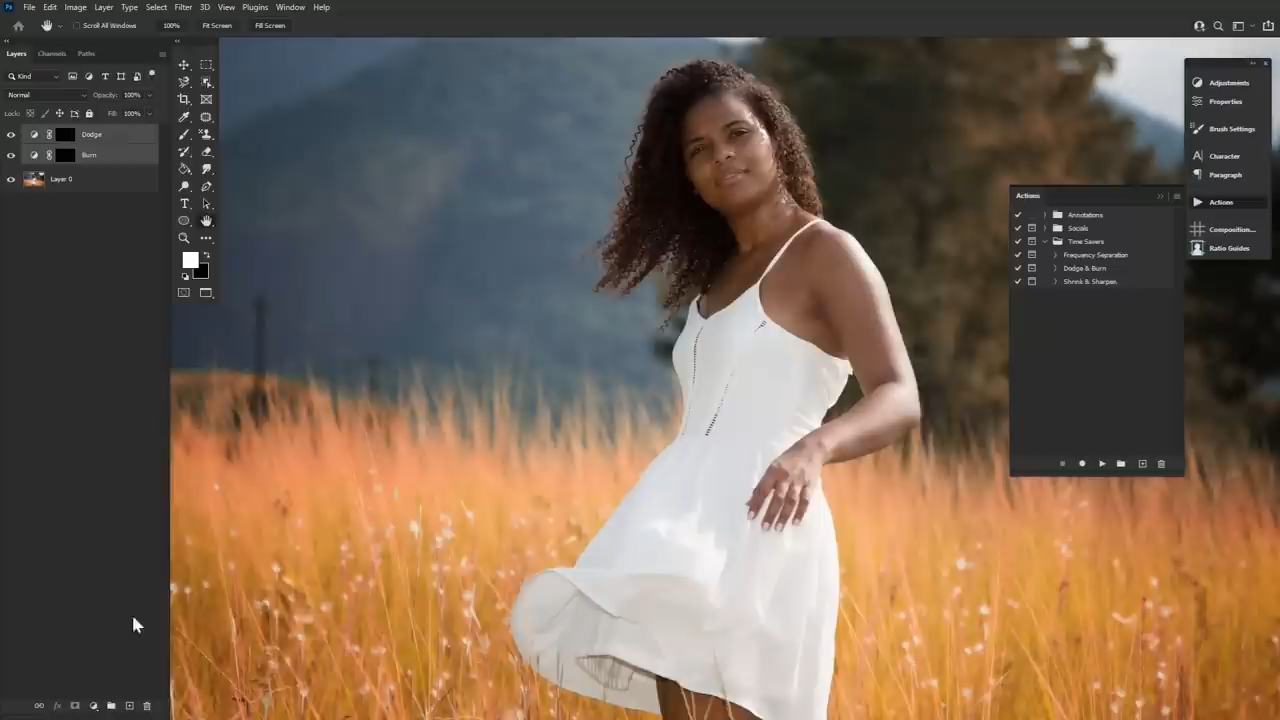 Ps File Edit Image Layer Type Select Filter 3D View Plugins Window Help
Scroll All Windows 100% Fit Screen Fill Screen
Layers Channels Paths
Kind
Normal Opacity: 100%
Lock: Fill: 100%
Dodge
Burn
Layer 0
Adjustments
Properties
Brush Settings
Character
Paragraph
Actions
Composition...
Ratio Guides
Actions
Annotations
Socials
Time Savers
Frequency Separation
Dodge & Burn
Shrink & Sharpen